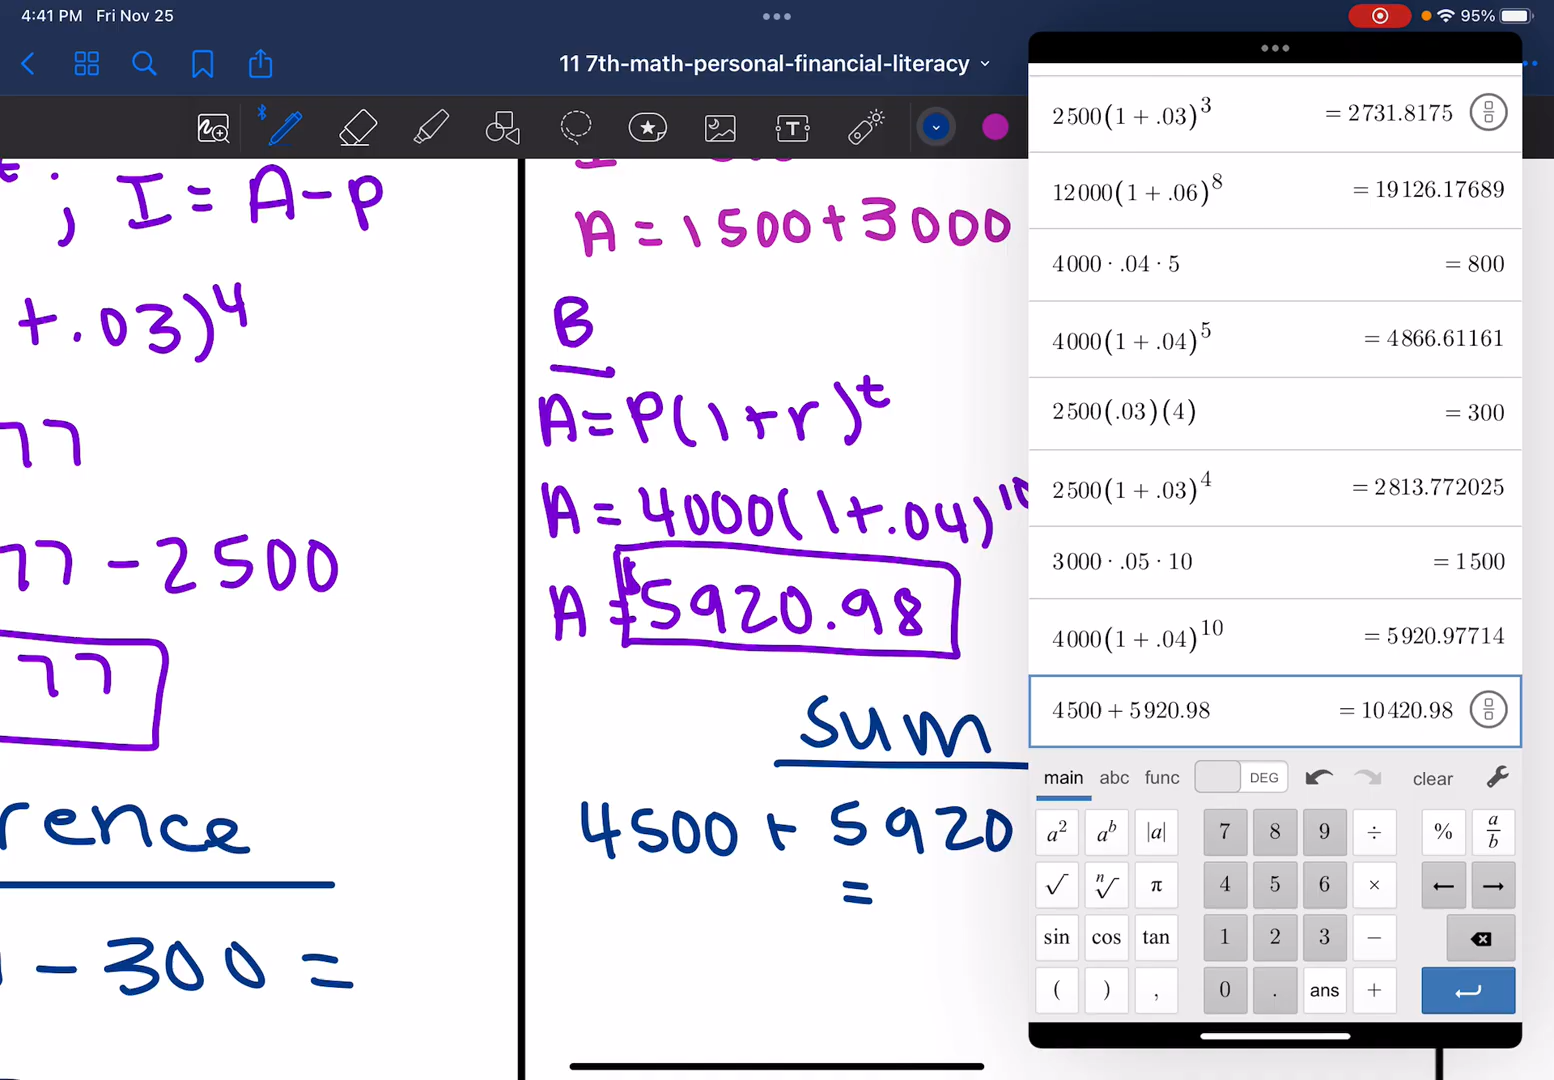 4:41 PM Fri Nov 25
95%
11 7th-math-personal-financial-literacy
; I = A - P
+ .03)⁴
77
77 - 2500
77
rence
- 300 =
A = 1500 + 3000
B
A = P(1 + r)ᵗ
A = 4000(1 + .04)¹⁰
A = $5920.98
sum
4500 + 5920
=
2500(1 + .03)³ = 2731.8175
12000(1 + .06)⁸ = 19126.17689
4000 · .04 · 5 = 800
4000(1 + .04)⁵ = 4866.61161
2500(.03)(4) = 300
2500(1 + .03)⁴ = 2813.772025
3000 · .05 · 10 = 1500
4000(1 + .04)¹⁰ = 5920.97714
4500 + 5920.98 = 10420.98
main abc func DEG clear
a² aᵇ |a| 7 8 9 ÷ % a/b
√ ⁿ√ π 4 5 6 × ← →
sin cos tan 1 2 3 −
( ) , 0 . ans +